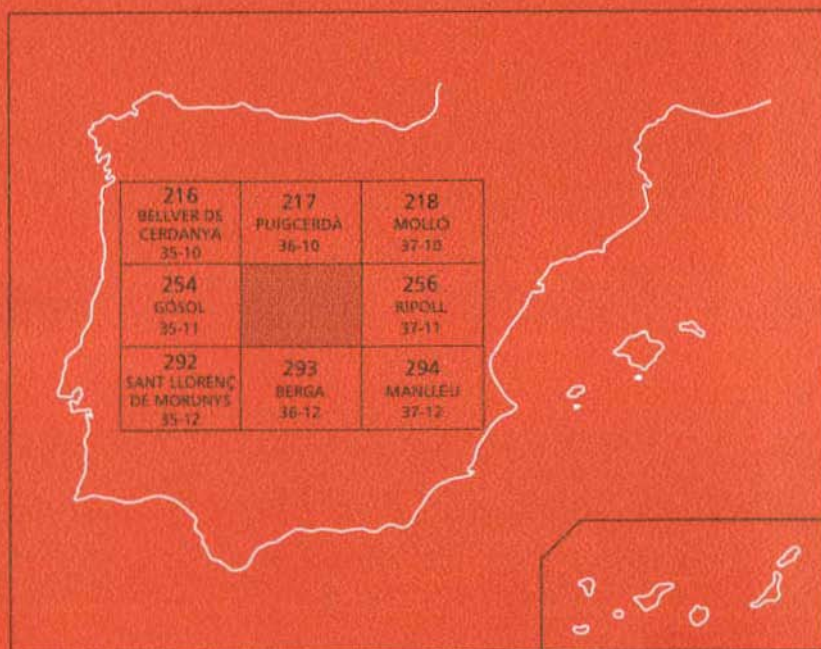 216
BELLVER DE
CERDANYA
35-10
217
PUIGCERDÀ
36-10
218
MOLLÓ
37-10
254
GÓSOL
35-11
256
RIPOLL
37-11
292
SANT LLORENÇ
DE MORUNYS
35-12
293
BERGA
36-12
294
MANLLEU
37-12